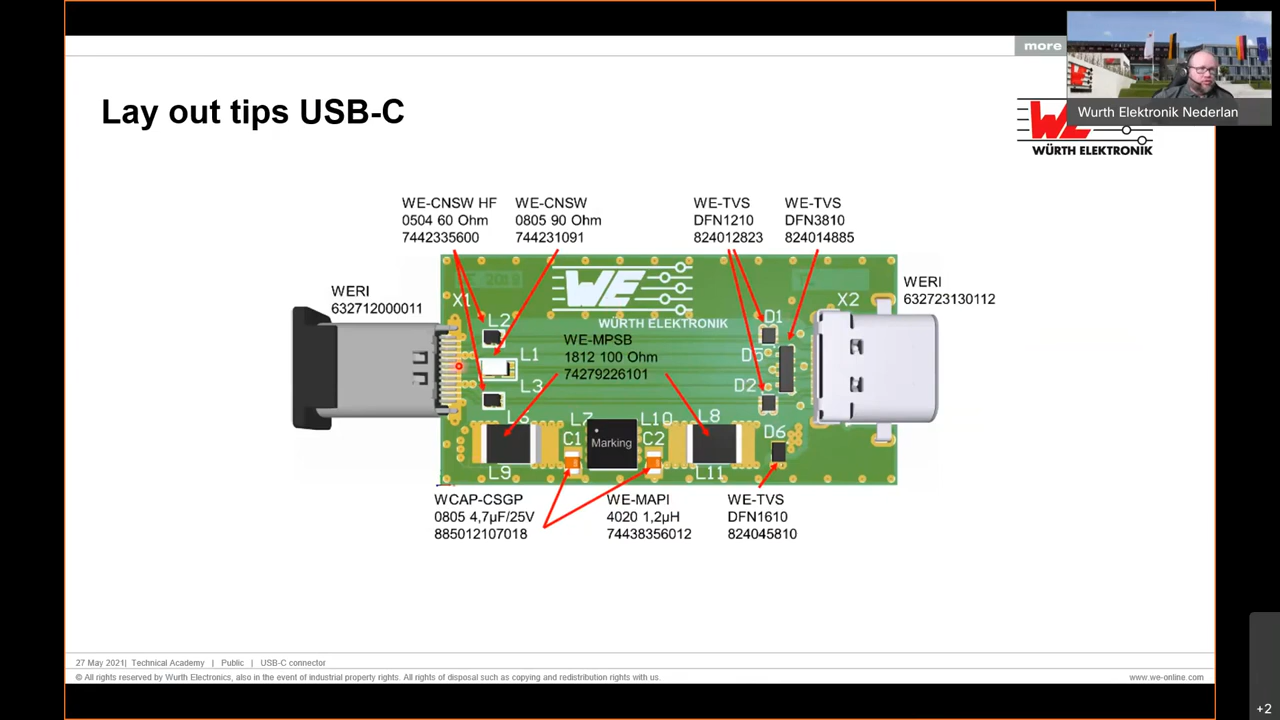 more
Wurth Elektronik Nederlan
WE
WÜRTH ELEKTRONIK
Lay out tips USB-C
WE-CNSW HF
0504 60 Ohm
7442335600
WE-CNSW
0805 90 Ohm
744231091
WE-TVS
DFN1210
824012823
WE-TVS
DFN3810
824014885
WERI
632712000011
WERI
632723130112
X1
X2
WE
WÜRTH ELEKTRONIK
L2
L1
L3
D1
D5
D2
WE-MPSB
1812 100 Ohm
74279226101
L7
L10
L8
D6
C1
Marking
C2
L9
L11
WCAP-CSGP
0805 4,7µF/25V
885012107018
WE-MAPI
4020 1,2µH
74438356012
WE-TVS
DFN1610
824045810
27 May 2021| Technical Academy | Public | USB-C connector
© All rights reserved by Wurth Electronics, also in the event of industrial property rights. All rights of disposal such as copying and redistribution rights with us.
www.we-online.com
+2